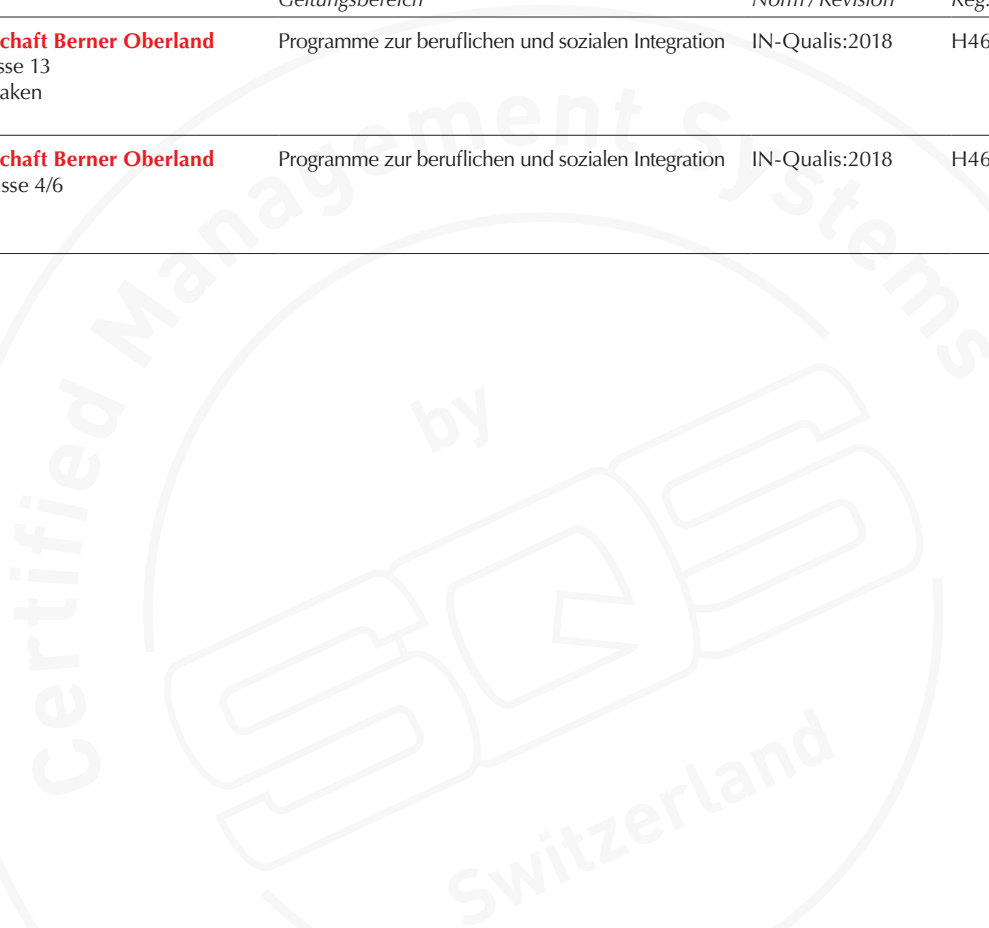 Geltungsbereich Norm / Revision Reg.
chaft Berner Oberland Programme zur beruflichen und sozialen Integration IN-Qualis:2018 H46
sse 13
aken
chaft Berner Oberland Programme zur beruflichen und sozialen Integration IN-Qualis:2018 H46
sse 4/6
Certified Management Systems
by
SQS
Switzerland